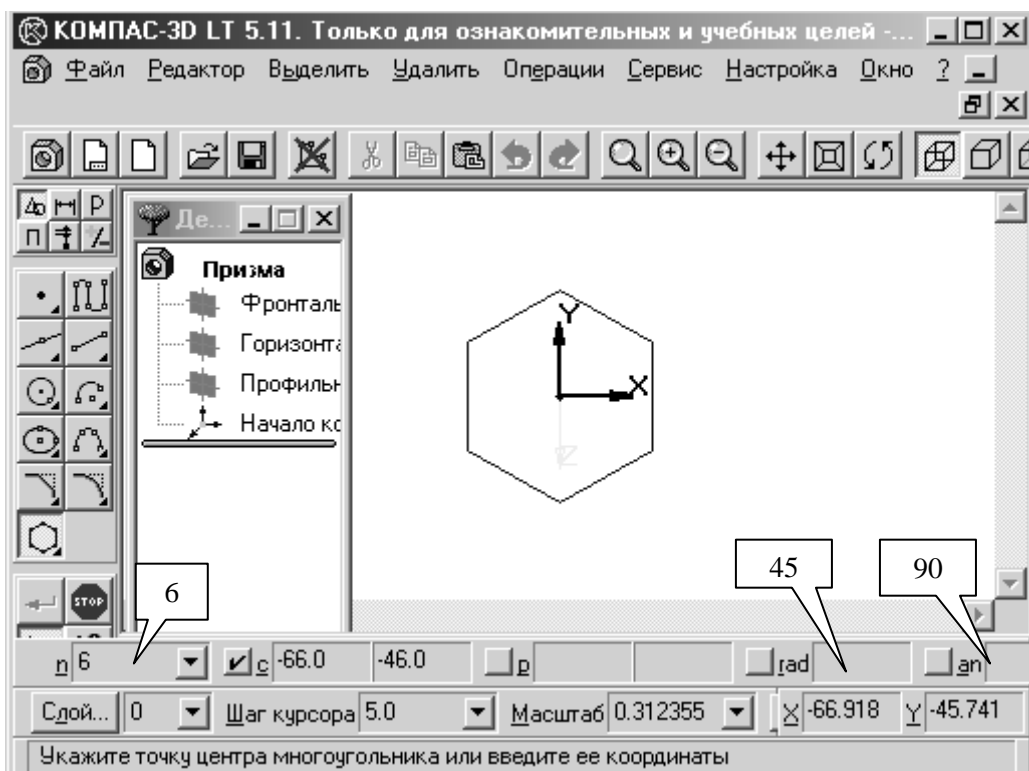 КОМПАС-3D LT 5.11. Только для ознакомительных и учебных целей -...
Файл Редактор Выделить Удалить Операции Сервис Настройка Окно ?
Де...
Призма
Фронталь
Горизонта
Профильн
Начало ко
Y
X
Z
P
П
STOP
6
45
90
n 6 c -66.0 -46.0 p rad an
Слой... 0 Шаг курсора 5.0 Масштаб 0.312355 X -66.918 Y -45.741
Укажите точку центра многоугольника или введите ее координаты